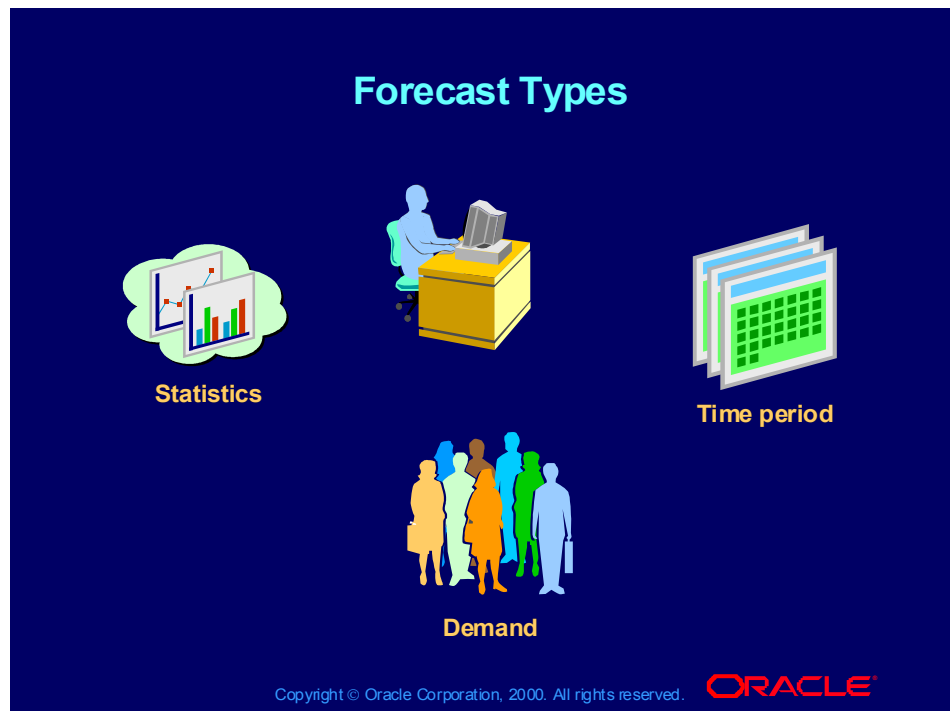 Forecast Types
Statistics
Time period
Demand
Copyright © Oracle Corporation, 2000. All rights reserved.
ORACLE®